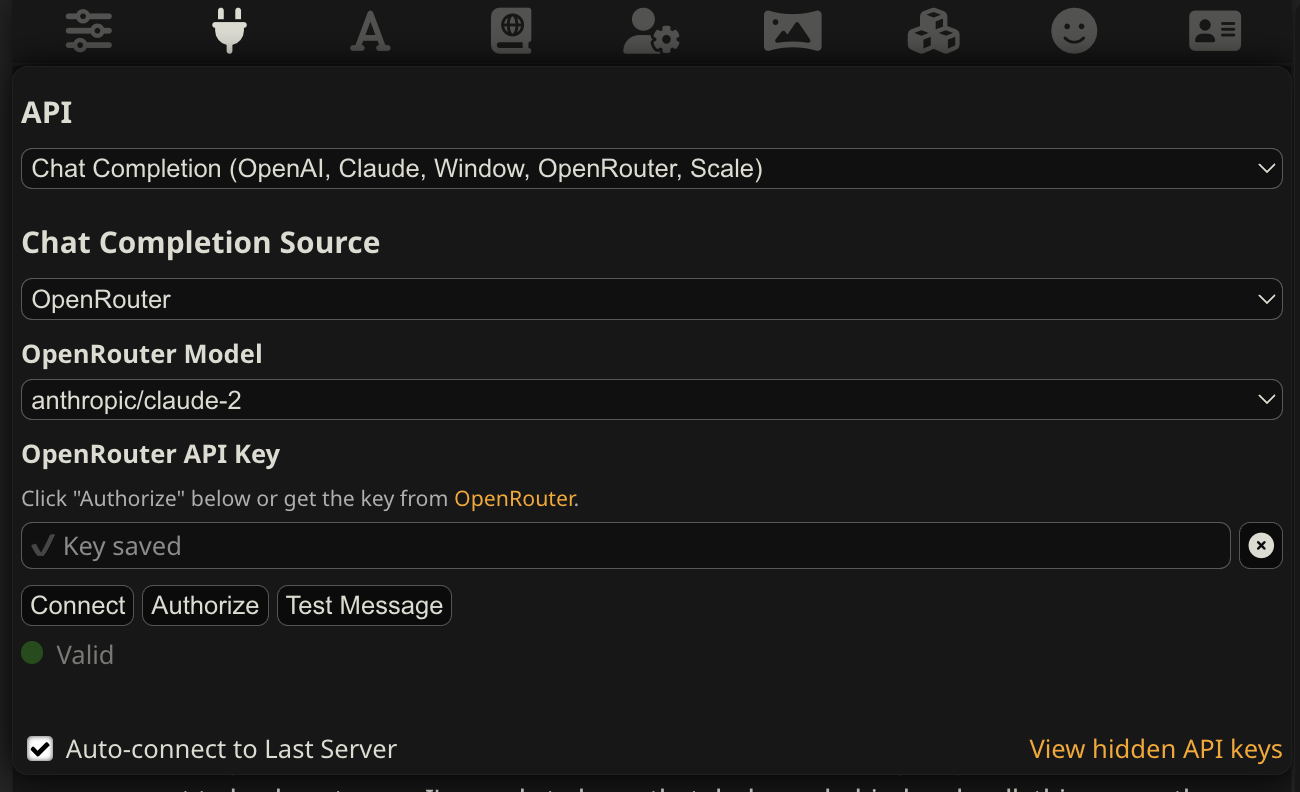 API
Chat Completion (OpenAI, Claude, Window, OpenRouter, Scale)
Chat Completion Source
OpenRouter
OpenRouter Model
anthropic/claude-2
OpenRouter API Key
Click "Authorize" below or get the key from OpenRouter.
✔ Key saved
Connect Authorize Test Message
Valid
Auto-connect to Last Server View hidden API keys